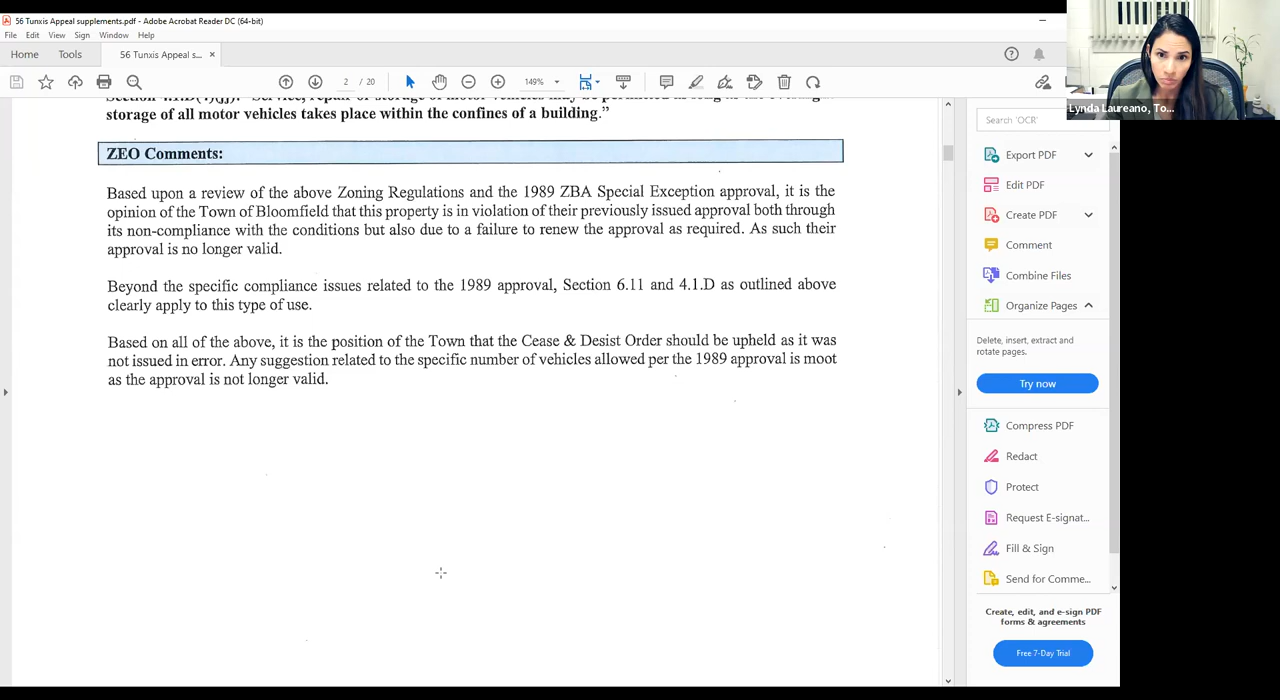 56 Tunxis Appeal supplements.pdf - Adobe Acrobat Reader DC (64-bit)
File Edit View Sign Window Help
Home Tools 56 Tunxis Appeal s... ×
2 / 20 149%
storage of all motor vehicles takes place within the confines of a building.”
ZEO Comments:
Based upon a review of the above Zoning Regulations and the 1989 ZBA Special Exception approval, it is the
opinion of the Town of Bloomfield that this property is in violation of their previously issued approval both through
its non-compliance with the conditions but also due to a failure to renew the approval as required. As such their
approval is no longer valid.
Beyond the specific compliance issues related to the 1989 approval, Section 6.11 and 4.1.D as outlined above
clearly apply to this type of use.
Based on all of the above, it is the position of the Town that the Cease & Desist Order should be upheld as it was
not issued in error. Any suggestion related to the specific number of vehicles allowed per the 1989 approval is moot
as the approval is not longer valid.
Lynda Laureano, To...
Search 'OCR'
Export PDF
Edit PDF
Create PDF
Comment
Combine Files
Organize Pages
Delete, insert, extract and
rotate pages.
Try now
Compress PDF
Redact
Protect
Request E-signat...
Fill & Sign
Send for Comme...
Create, edit, and e-sign PDF
forms & agreements
Free 7-Day Trial